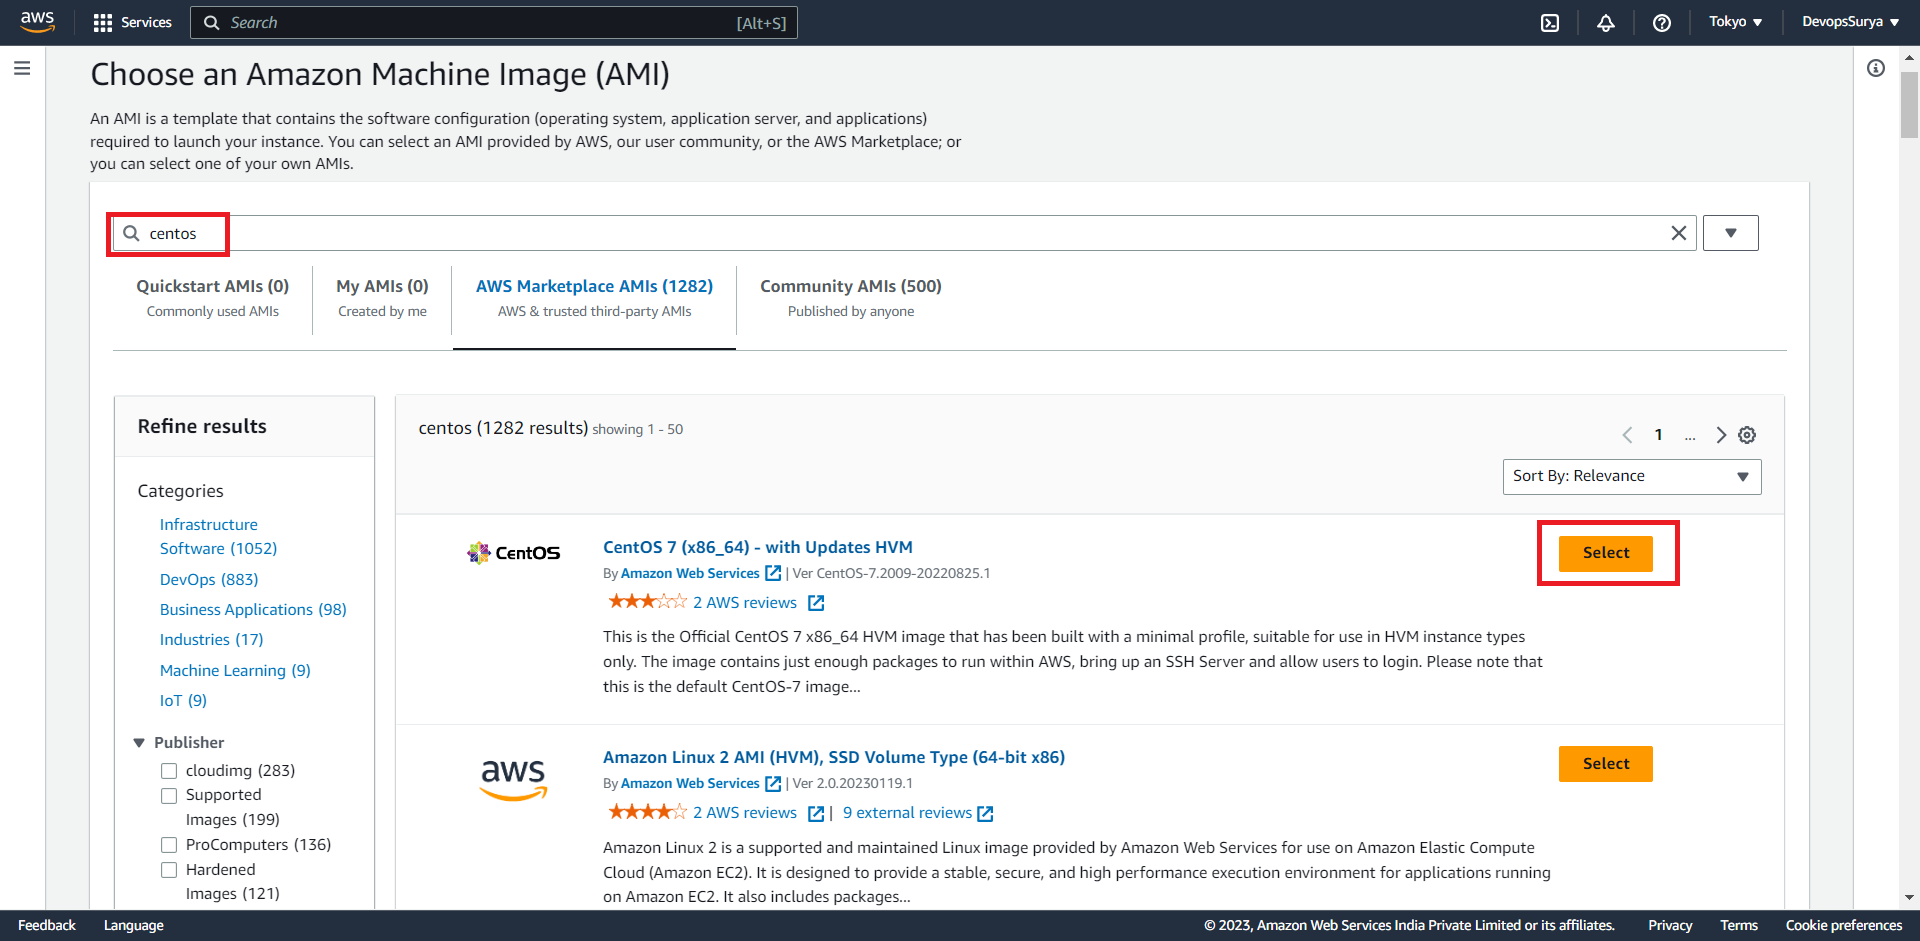 aws
Services
Search
[Alt+S]
Tokyo
DevopsSurya
Choose an Amazon Machine Image (AMI)
An AMI is a template that contains the software configuration (operating system, application server, and applications)
required to launch your instance. You can select an AMI provided by AWS, our user community, or the AWS Marketplace; or
you can select one of your own AMIs.
centos
Quickstart AMIs (0)
Commonly used AMIs
My AMIs (0)
Created by me
AWS Marketplace AMIs (1282)
AWS & trusted third-party AMIs
Community AMIs (500)
Published by anyone
Refine results
Categories
Infrastructure
Software (1052)
DevOps (883)
Business Applications (98)
Industries (17)
Machine Learning (9)
IoT (9)
Publisher
cloudimg (283)
Supported
Images (199)
ProComputers (136)
Hardened
Images (121)
centos (1282 results) showing 1 - 50
1 ...
Sort By: Relevance
CentOS
CentOS 7 (x86_64) - with Updates HVM
By Amazon Web Services | Ver CentOS-7.2009-20220825.1
2 AWS reviews
This is the Official CentOS 7 x86_64 HVM image that has been built with a minimal profile, suitable for use in HVM instance types
only. The image contains just enough packages to run within AWS, bring up an SSH Server and allow users to login. Please note that
this is the default CentOS-7 image...
Select
aws
Amazon Linux 2 AMI (HVM), SSD Volume Type (64-bit x86)
By Amazon Web Services | Ver 2.0.20230119.1
2 AWS reviews | 9 external reviews
Amazon Linux 2 is a supported and maintained Linux image provided by Amazon Web Services for use on Amazon Elastic Compute
Cloud (Amazon EC2). It is designed to provide a stable, secure, and high performance execution environment for applications running
on Amazon EC2. It also includes packages...
Select
Feedback
Language
© 2023, Amazon Web Services India Private Limited or its affiliates.
Privacy
Terms
Cookie preferences